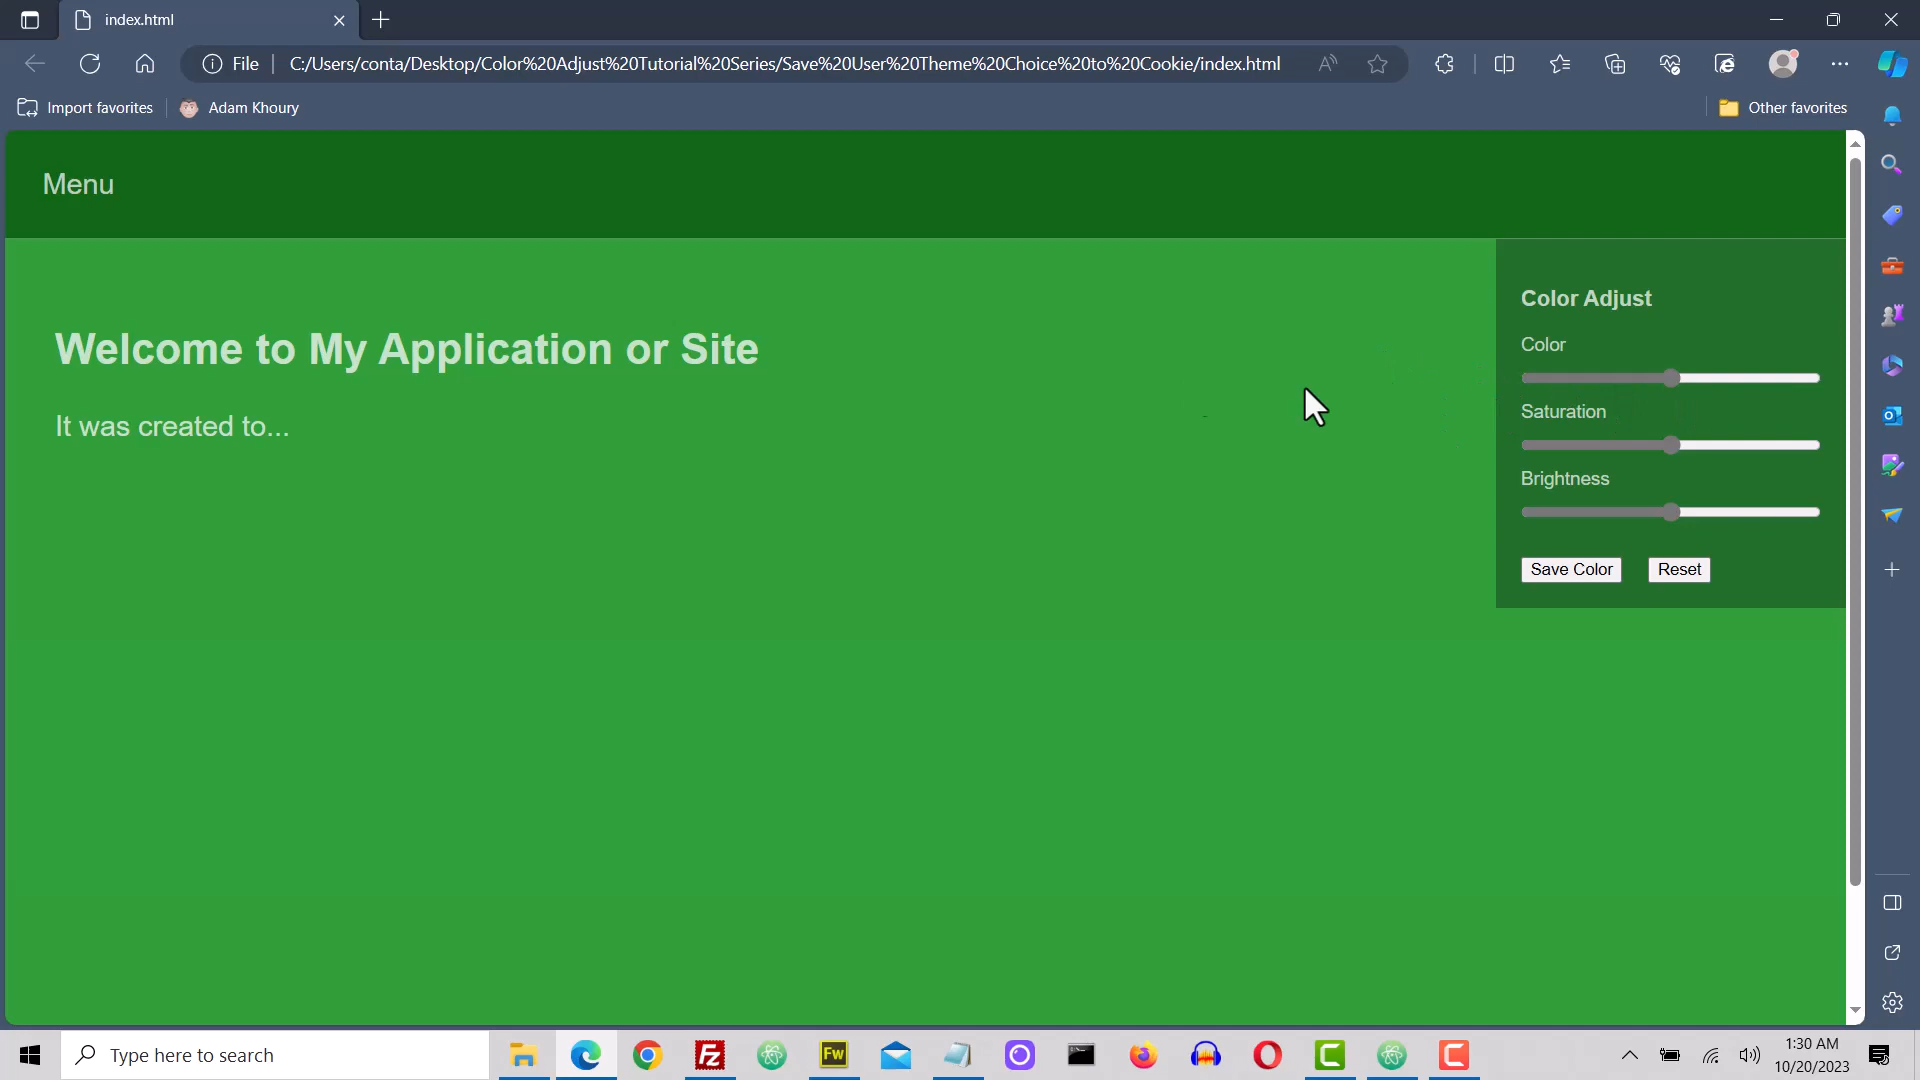 index.html
File
C:/Users/conta/Desktop/Color%20Adjust%20Tutorial%20Series/Save%20User%20Theme%20Choice%20to%20Cookie/index.html
Import favorites
Adam Khoury
Other favorites
Menu
Welcome to My Application or Site
It was created to...
Color Adjust
Color
Saturation
Brightness
Save Color
Reset
Type here to search
Fw
1:30 AM
10/20/2023